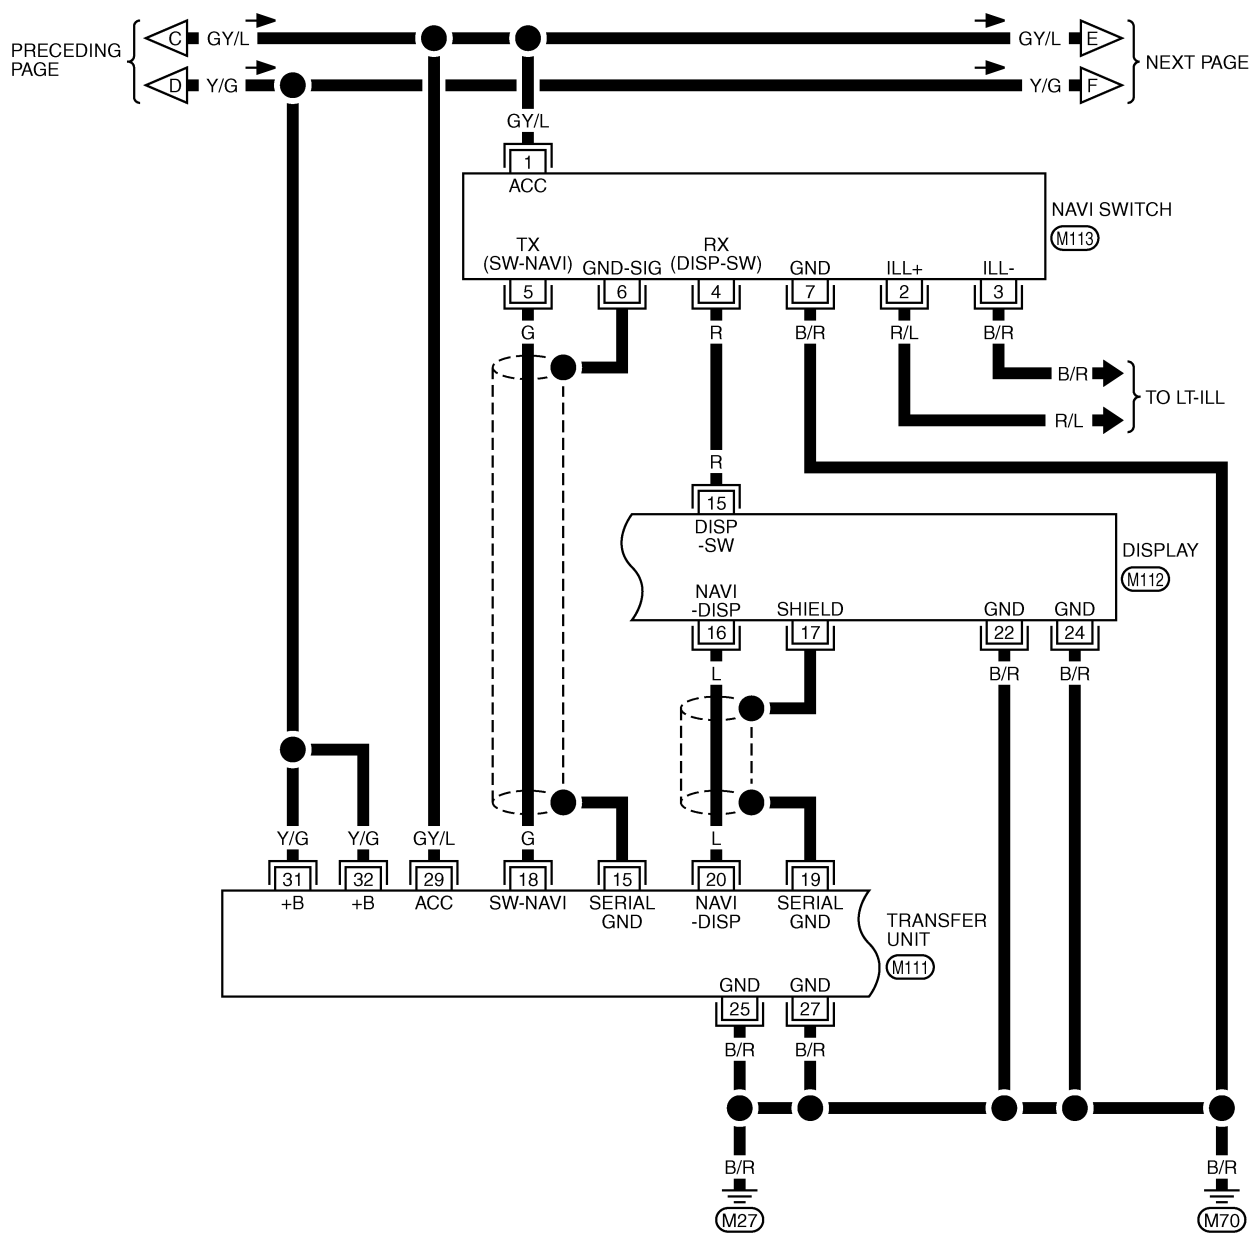 PRECEDING
PAGE
C
GY/L
GY/L
E
D
Y/G
Y/G
F
NEXT PAGE
GY/L
1
ACC
NAVI SWITCH
M113
TX
(SW-NAVI)
GND-SIG
RX
(DISP-SW)
GND
ILL+
ILL-
5
6
4
7
2
3
G
R
B/R
R/L
B/R
B/R
R/L
TO LT-ILL
R
15
DISP
-SW
DISPLAY
M112
NAVI
-DISP
SHIELD
GND
GND
16
17
22
24
L
B/R
B/R
Y/G
Y/G
GY/L
G
L
31
32
29
18
15
20
19
+B
+B
ACC
SW-NAVI
SERIAL
GND
NAVI
-DISP
SERIAL
GND
TRANSFER
UNIT
M111
GND
GND
25
27
B/R
B/R
B/R
B/R
M27
M70